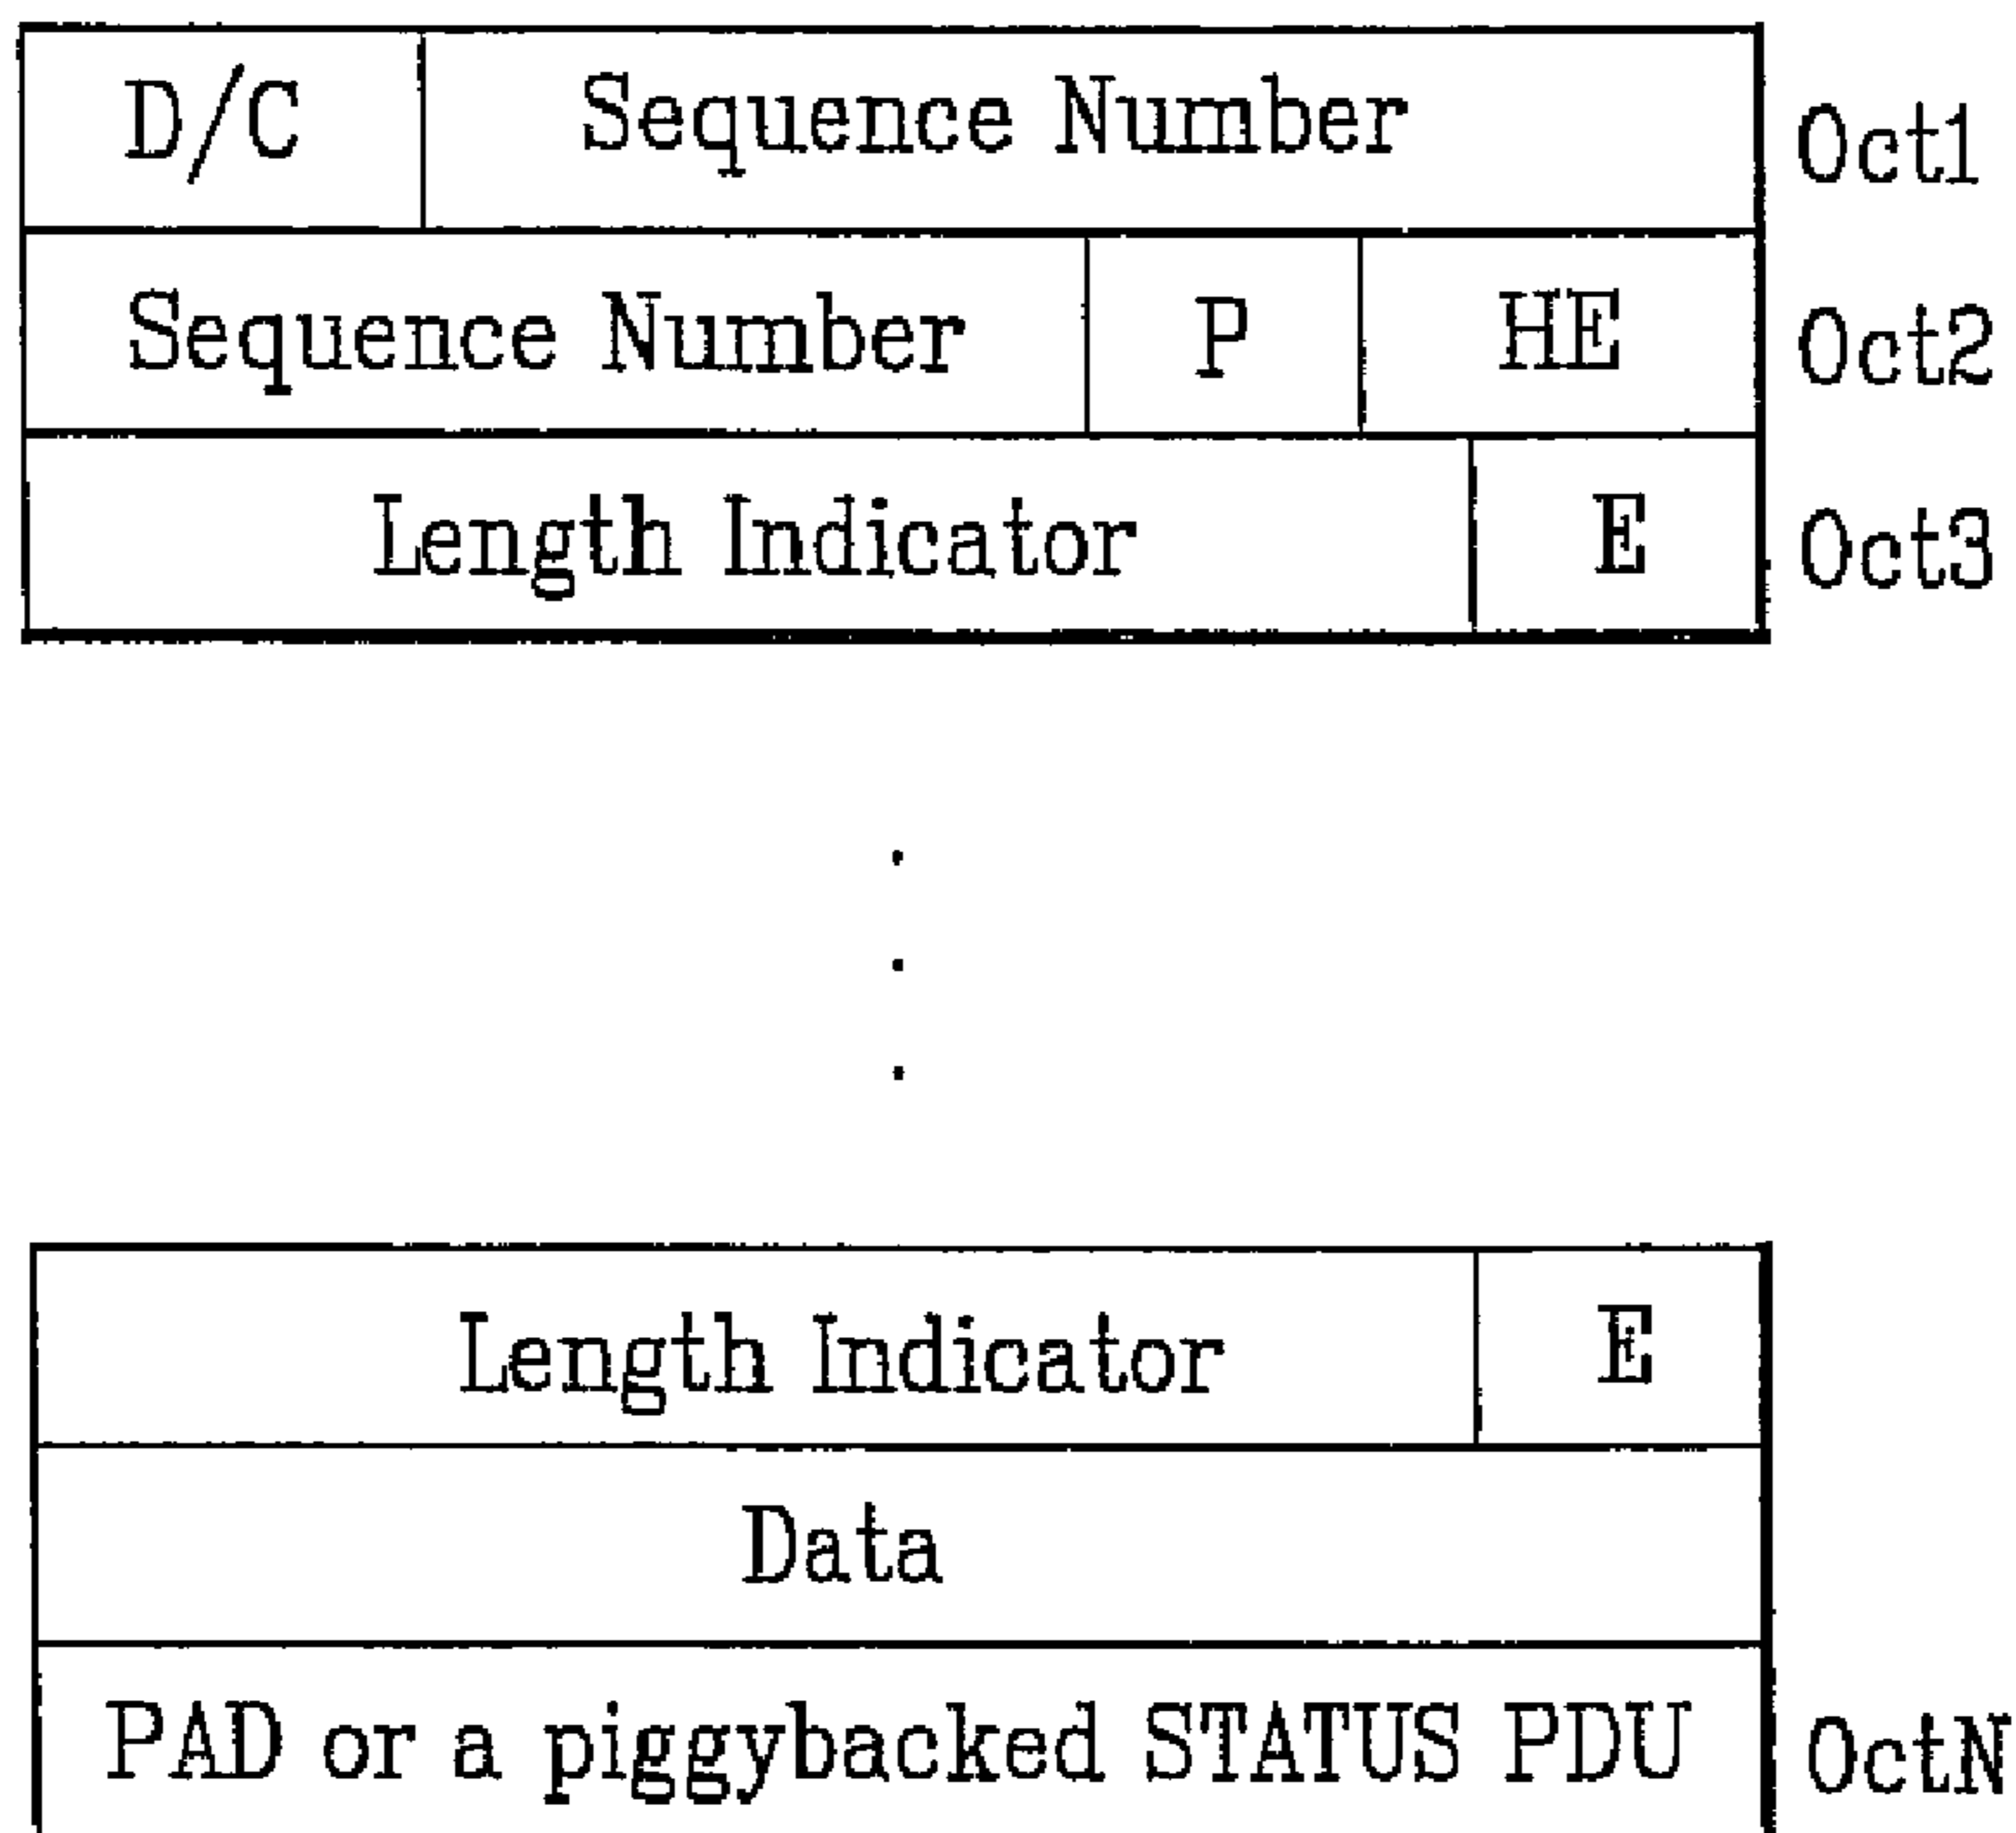 D/C Sequence Number Oct1
Sequence Number P HE Oct2
Length Indicator E Oct3
Length Indicator E
Data
PAD or a piggybacked STATUS PDU OctN